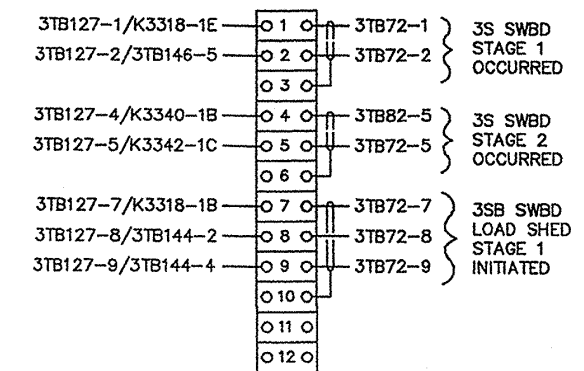 3TB127-1/K3318-1E 1 3TB72-1 3S SWBD
3TB127-2/3TB146-5 2 3TB72-2 STAGE 1
3 OCCURRED
3TB127-4/K3340-1B 4 3TB82-5 3S SWBD
3TB127-5/K3342-1C 5 3TB72-5 STAGE 2
6 OCCURRED
3TB127-7/K3318-1B 7 3TB72-7 3SB SWBD
3TB127-8/3TB144-2 8 3TB72-8 LOAD SHED
STAGE 1
3TB127-9/3TB144-4 9 3TB72-9 INITIATED
10
11
12